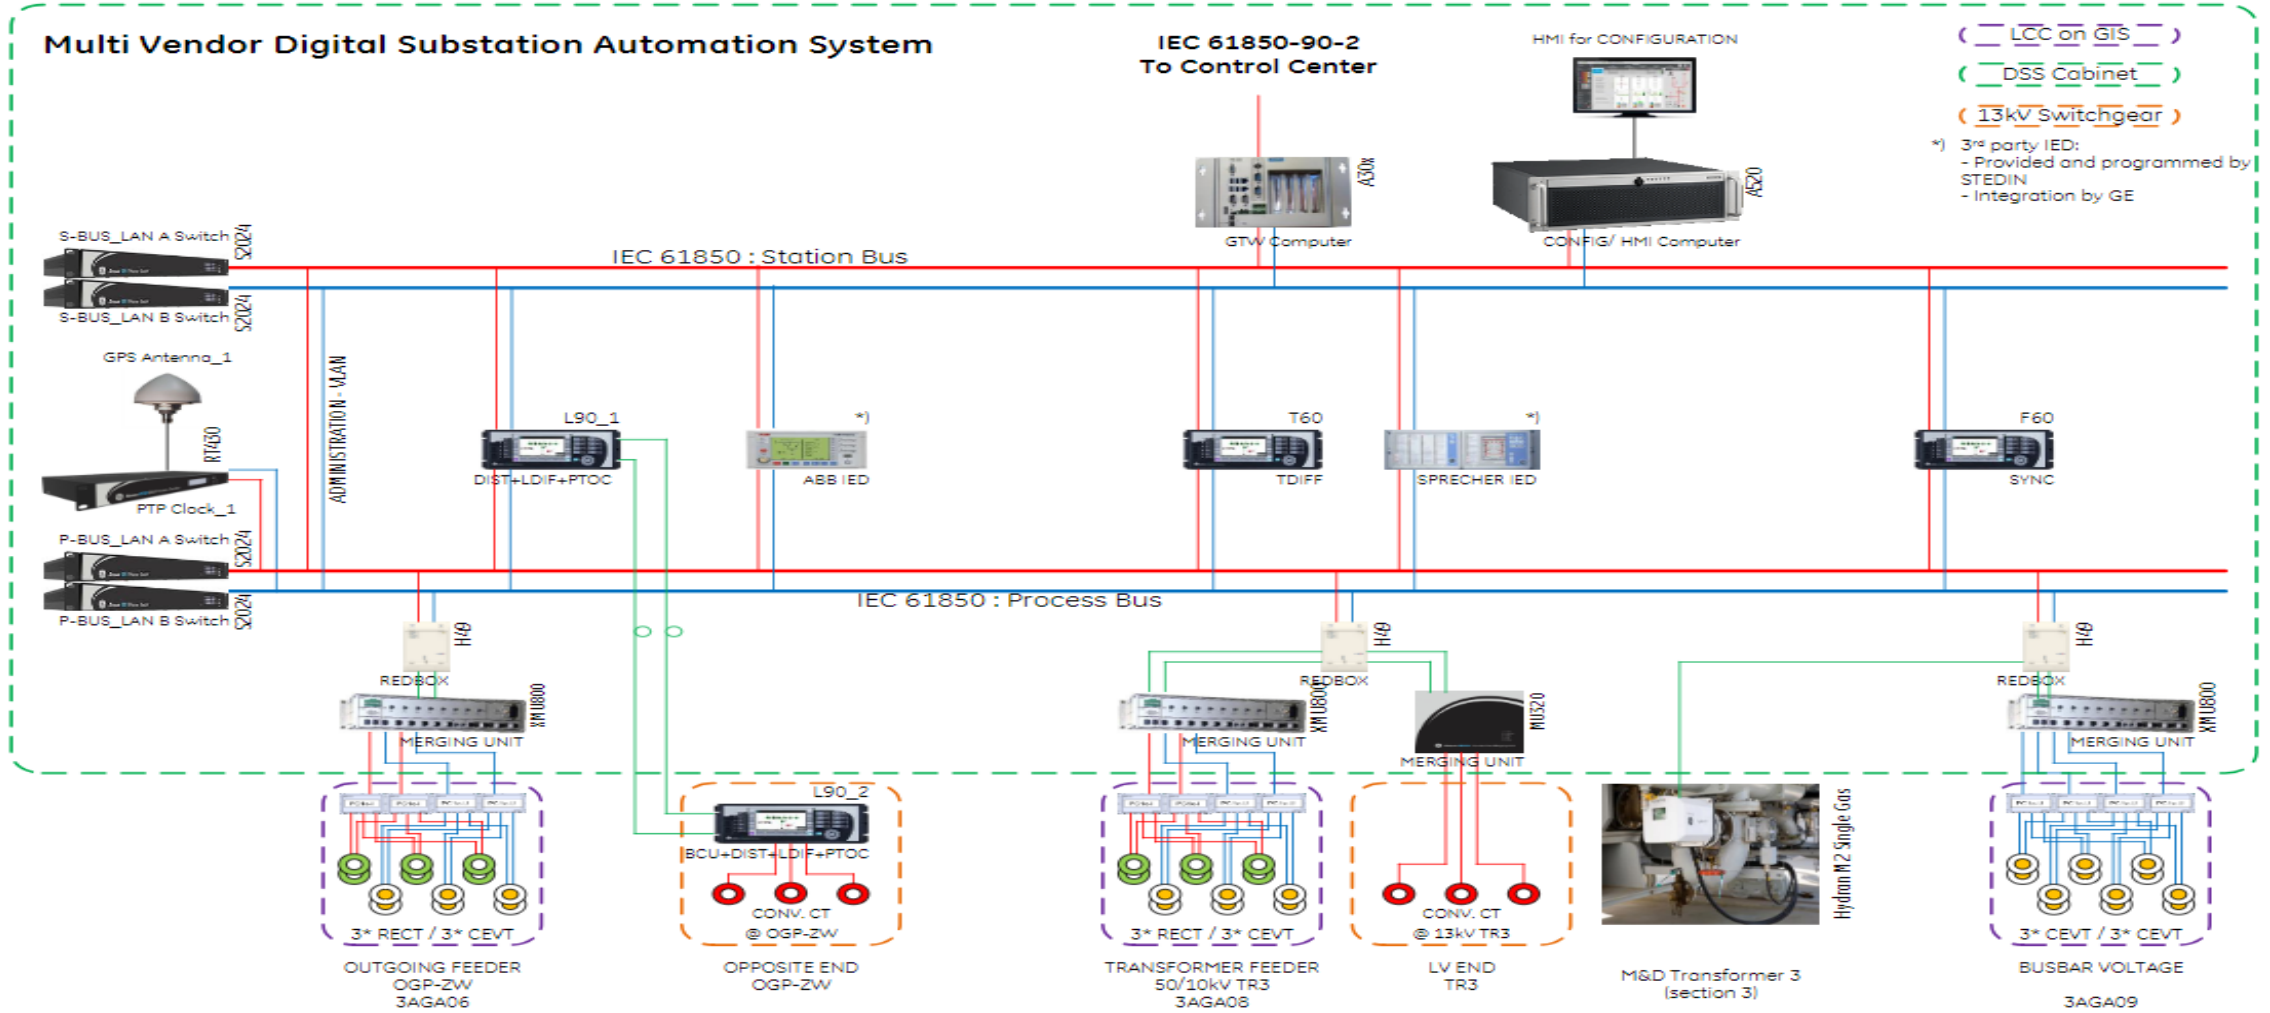 Multi Vendor Digital Substation Automation System
IEC 61850-90-2
To Control Center
HMI for CONFIGURATION
LCC on GIS
DSS Cabinet
13kV Switchgear
*) 3rd party IED:
- Provided and programmed by
STEDIN
- Integration by GE
A30x
A520
GTW Computer
CONFIG/ HMI Computer
S-BUS_LAN A Switch
S2024
IEC 61850 : Station Bus
S-BUS_LAN B Switch
S2024
GPS Antenna_1
RT430
PTP Clock_1
ADMINISTRATION - VLAN
L90_1
DIST+LDIF+PTOC
*)
ABB IED
T60
TDIFF
*)
SPRECHER IED
F60
SYNC
P-BUS_LAN A Switch
S2024
IEC 61850 : Process Bus
P-BUS_LAN B Switch
S2024
H49
REDBOX
H49
REDBOX
H49
REDBOX
XMU800
MERGING UNIT
XMU800
MERGING UNIT
MU320
MERGING UNIT
XMU800
MERGING UNIT
L90_2
BCU+DIST+LDIF+PTOC
Hydran M2 Single Gas
3* RECT / 3* CEVT
CONV. CT
@ OGP-ZW
3* RECT / 3* CEVT
CONV. CT
@ 13kV TR3
3* CEVT / 3* CEVT
OUTGOING FEEDER
OGP-ZW
3AGA06
OPPOSITE END
OGP-ZW
TRANSFORMER FEEDER
50/10kV TR3
3AGA08
LV END
TR3
M&D Transformer 3
(section 3)
BUSBAR VOLTAGE
3AGA09